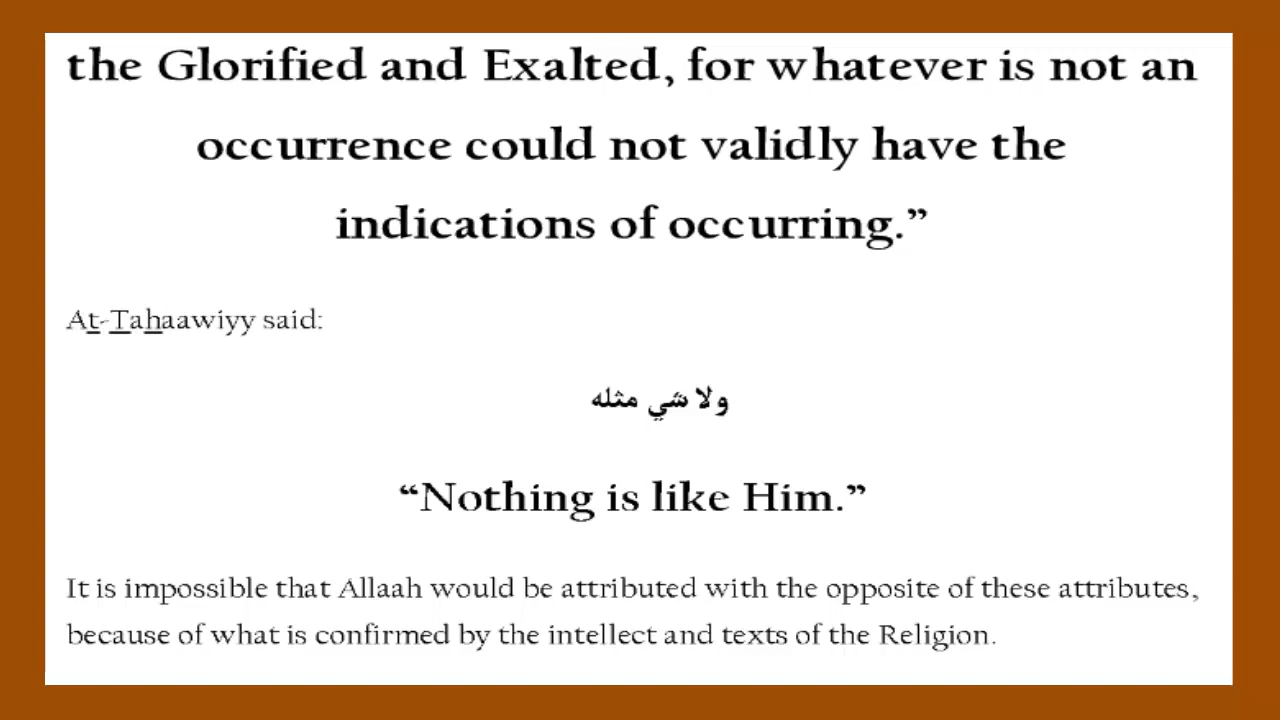 the Glorified and Exalted, for whatever is not an
occurrence could not validly have the
indications of occurring.”
At-Tahaawiyy said:
ولا شي مثله
“Nothing is like Him.”
It is impossible that Allaah would be attributed with the opposite of these attributes,
because of what is confirmed by the intellect and texts of the Religion.